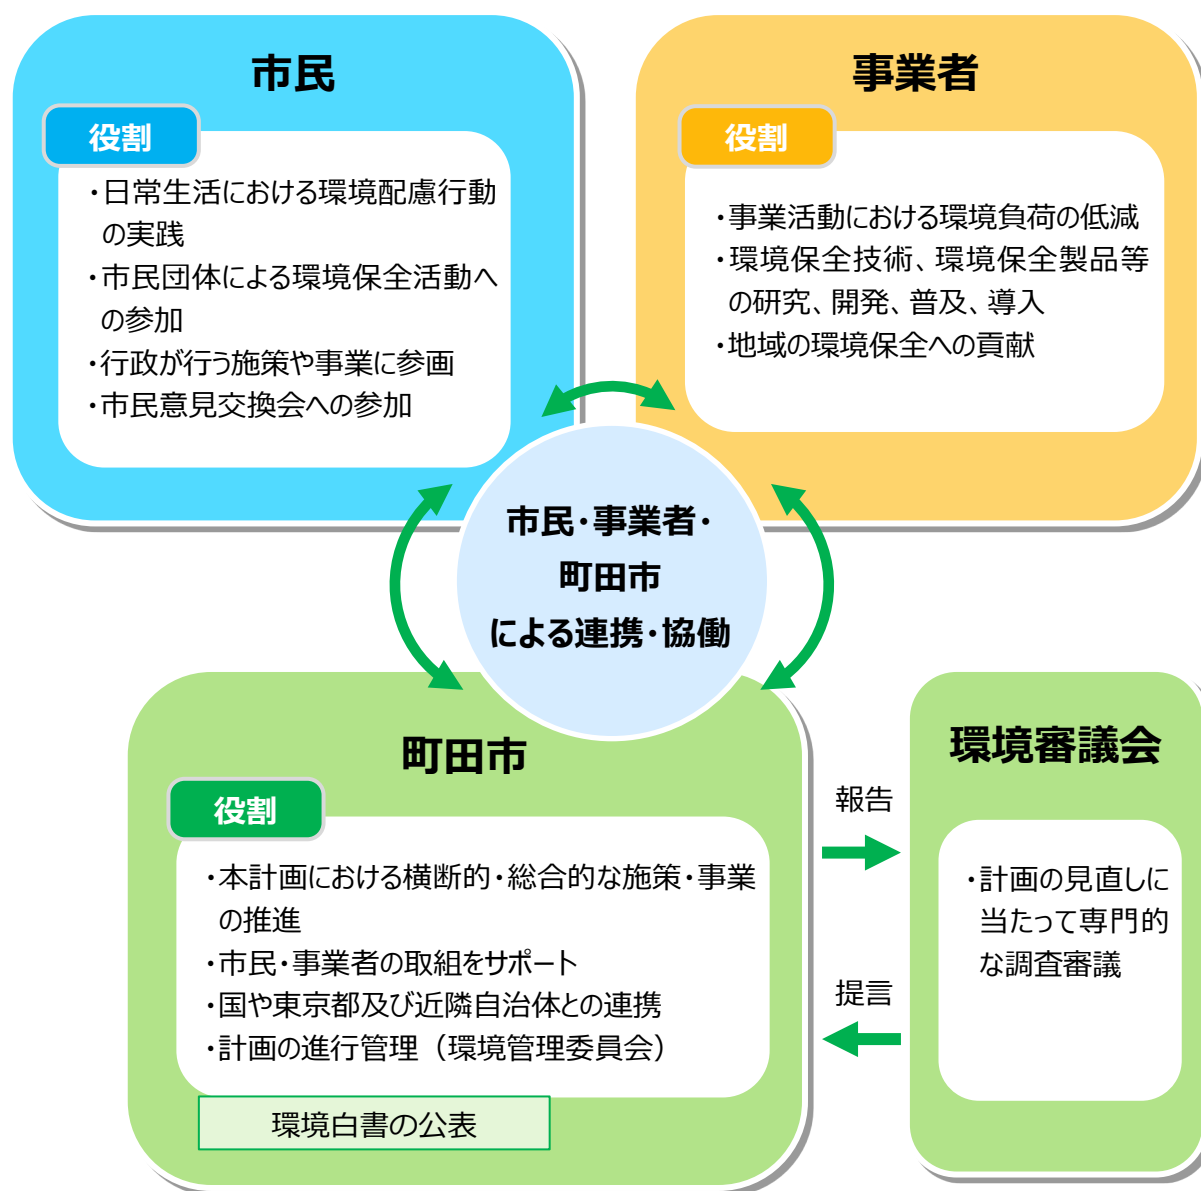 市民
役割
・日常生活における環境配慮行動
の実践
・市民団体による環境保全活動へ
の参加
・行政が行う施策や事業に参画
・市民意見交換会への参加
事業者
役割
・事業活動における環境負荷の低減
・環境保全技術、環境保全製品等
の研究、開発、普及、導入
・地域の環境保全への貢献
市民・事業者・
町田市
による連携・協働
町田市
役割
・本計画における横断的・総合的な施策・事業
の推進
・市民・事業者の取組をサポート
・国や東京都及び近隣自治体との連携
・計画の進行管理（環境管理委員会）
環境白書の公表
報告
提言
環境審議会
・計画の見直しに
当たって専門的
な調査審議